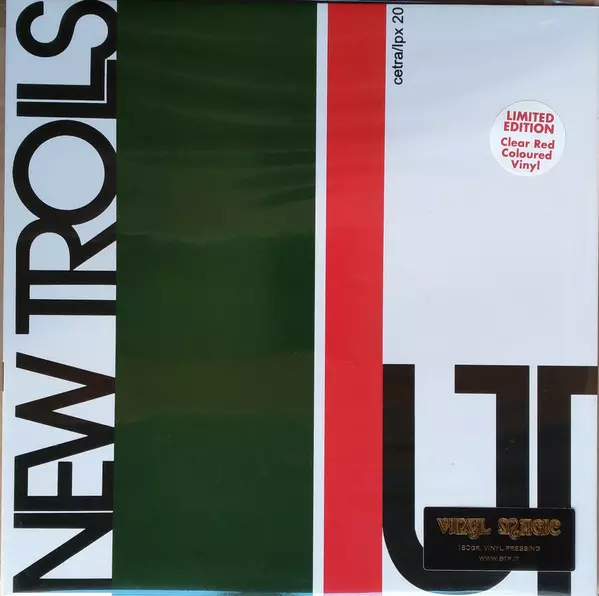 NEW TROLLS
cetra/lpx 20
LIMITED
EDITION
Clear Red
Coloured
Vinyl
UT
VINYL MAGIC
180GR. VINYL PRESSING
WWW.BTF.IT